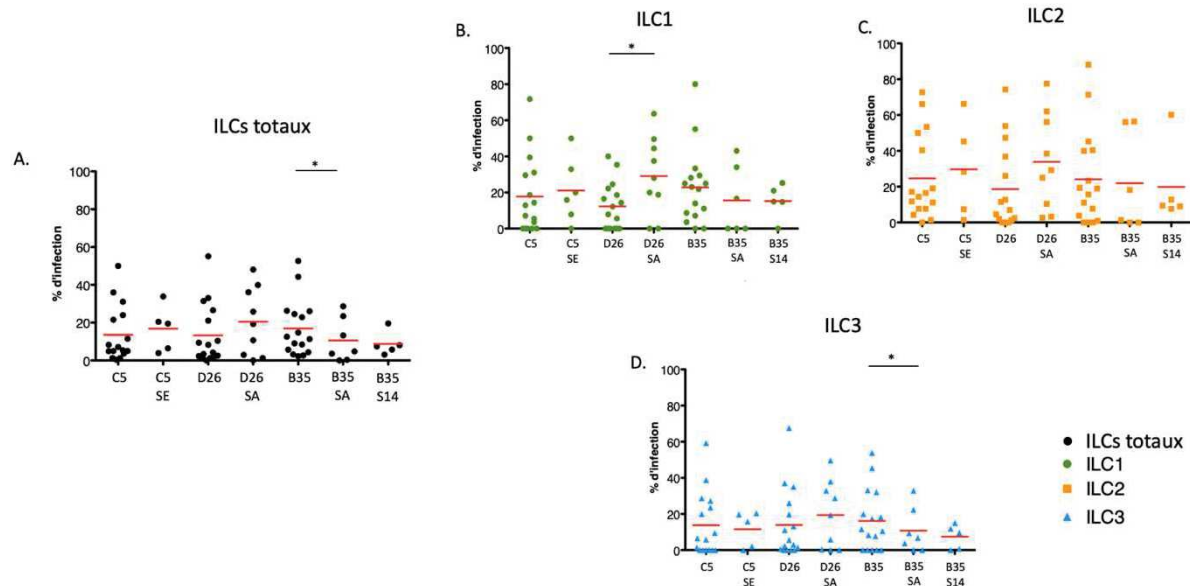 A.
ILCs totaux
% d'infection
100
80
60
40
20
0
C5
C5 SE
D26
D26 SA
B35
B35 SA
B35 S14
*
B.
ILC1
% d'infection
100
80
60
40
20
0
C5
C5 SE
D26
D26 SA
B35
B35 SA
B35 S14
*
C.
ILC2
% d'infection
100
80
60
40
20
0
C5
C5 SE
D26
D26 SA
B35
B35 SA
B35 S14
D.
ILC3
% d'infection
100
80
60
40
20
0
C5
C5 SE
D26
D26 SA
B35
B35 SA
B35 S14
*
ILCs totaux
ILC1
ILC2
ILC3